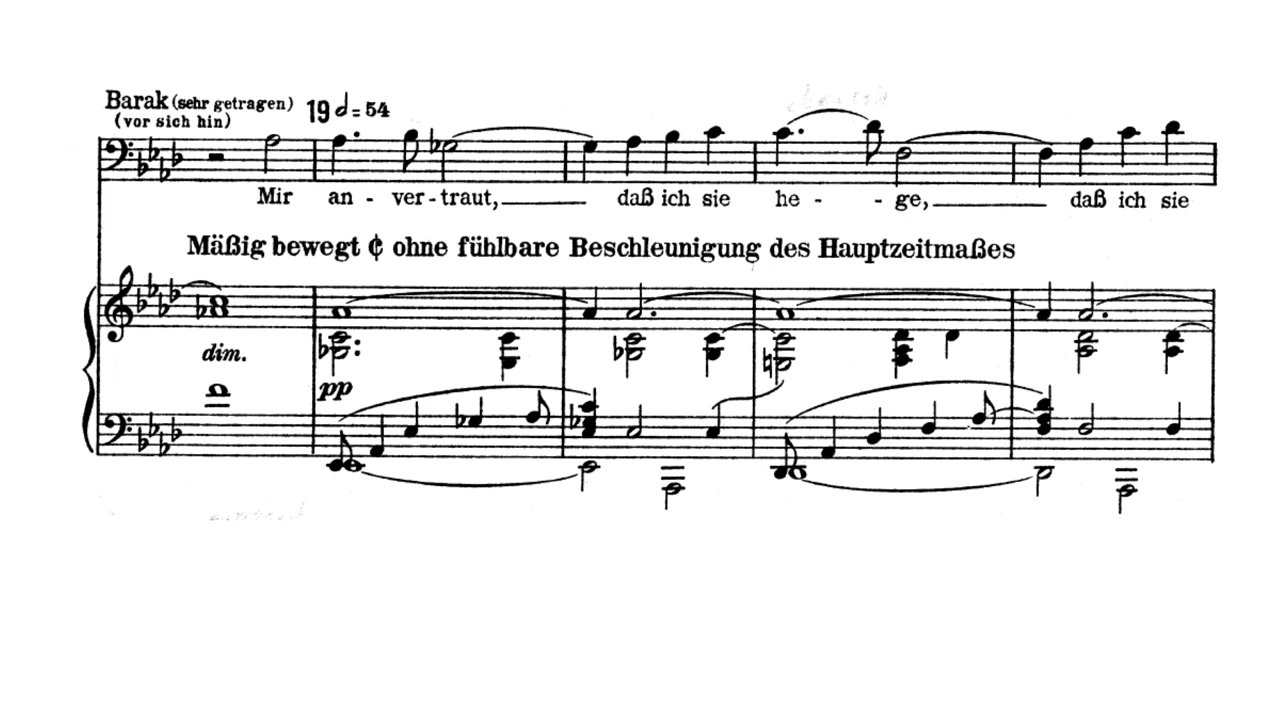 Barak (sehr getragen) 19 𝅗𝅥 = 54
(vor sich hin)
Mir an - ver - traut, daß ich sie he - - ge, daß ich sie
Mäßig bewegt ¢ ohne fühlbare Beschleunigung des Hauptzeitmaßes
dim.
pp